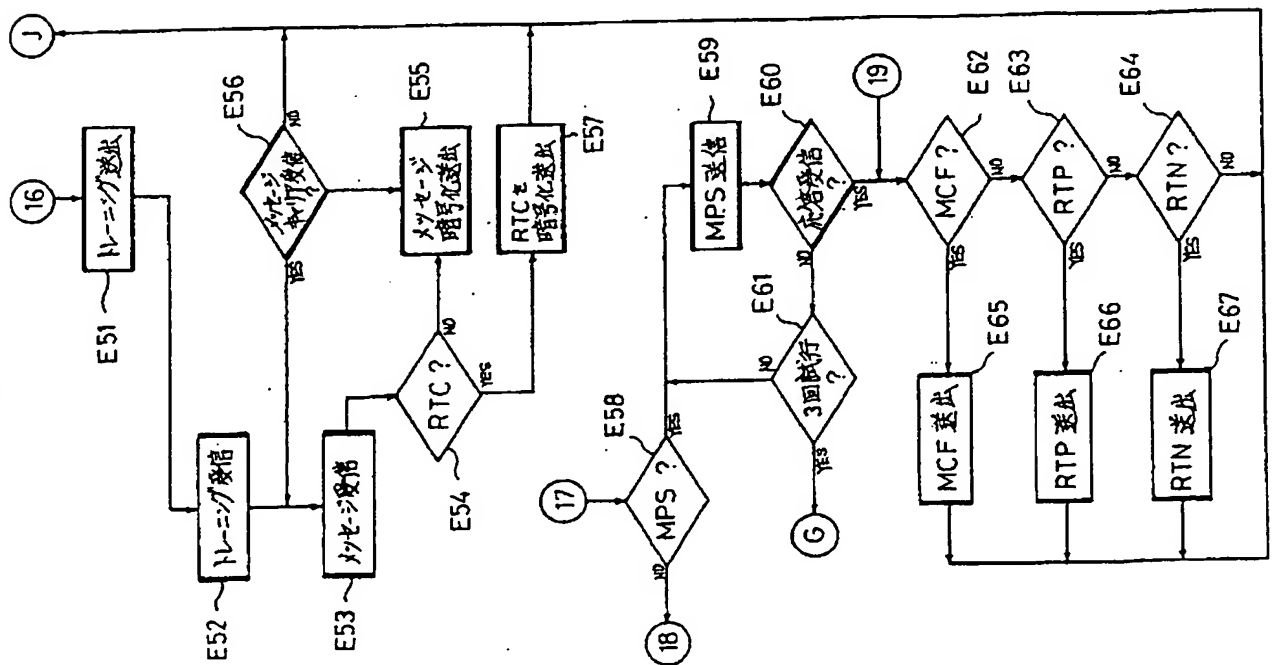 16
トレーニング送出
E51
トレーニング受信
E52
メッセージ受信
E53
RTC?
E54
NO
YES
メッセージ
キャリア受信
?
E56
NO
YES
メッセージ
暗号化送出
E55
RTCを
暗号化送出
E57
J
17
MPS?
E58
NO
YES
18
MPS送信
E59
応答受信
?
E60
NO
YES
3回試行
?
E61
NO
YES
G
19
MCF?
E62
YES
NO
RTP?
E63
YES
NO
RTN?
E64
YES
NO
MCF送出
E65
RTP送出
E66
RTN送出
E67